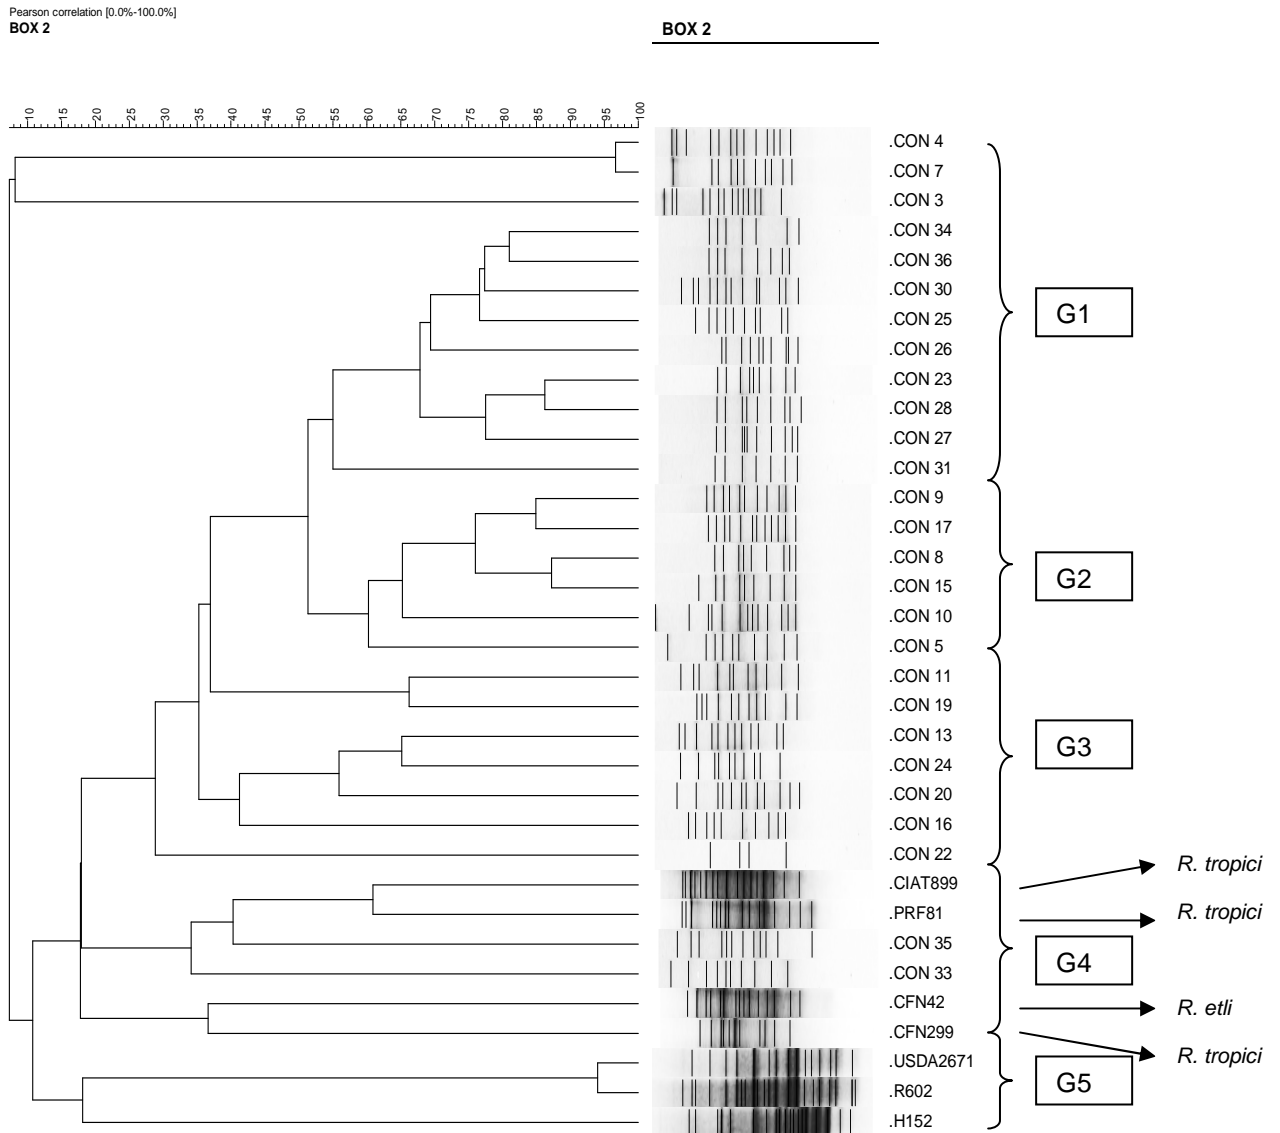 Pearson correlation [0.0%-100.0%]
BOX 2
BOX 2
10 15 20 25 30 35 40 45 50 55 60 65 70 75 80 85 90 95 100
.CON 4
.CON 7
.CON 3
.CON 34
.CON 36
.CON 30
G1
.CON 25
.CON 26
.CON 23
.CON 28
.CON 27
.CON 31
.CON 9
.CON 17
.CON 8
G2
.CON 15
.CON 10
.CON 5
.CON 11
.CON 19
.CON 13
G3
.CON 24
.CON 20
.CON 16
.CON 22
R. tropici
.CIAT899
.PRF81
R. tropici
.CON 35
G4
.CON 33
.CFN42
R. etli
.CFN299
R. tropici
.USDA2671
G5
.R602
.H152